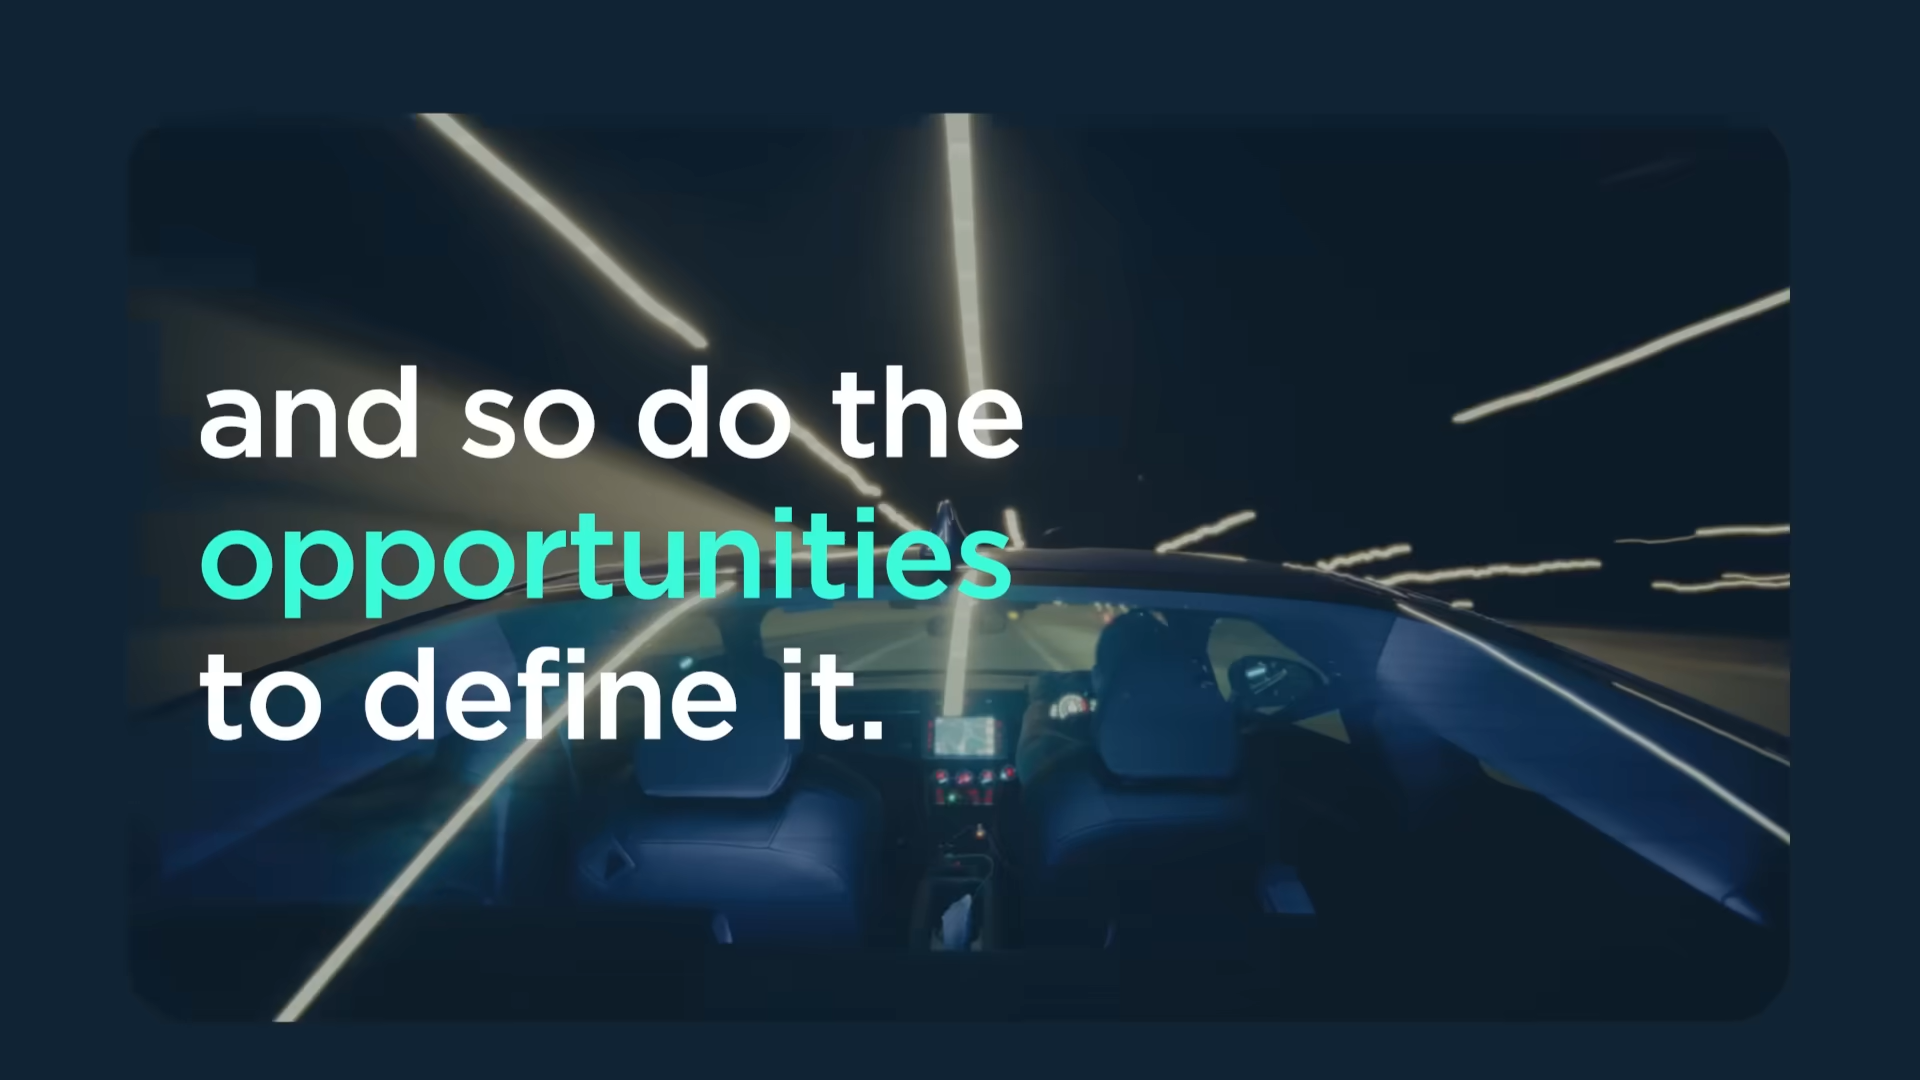 and so do the
opportunities
to define it.